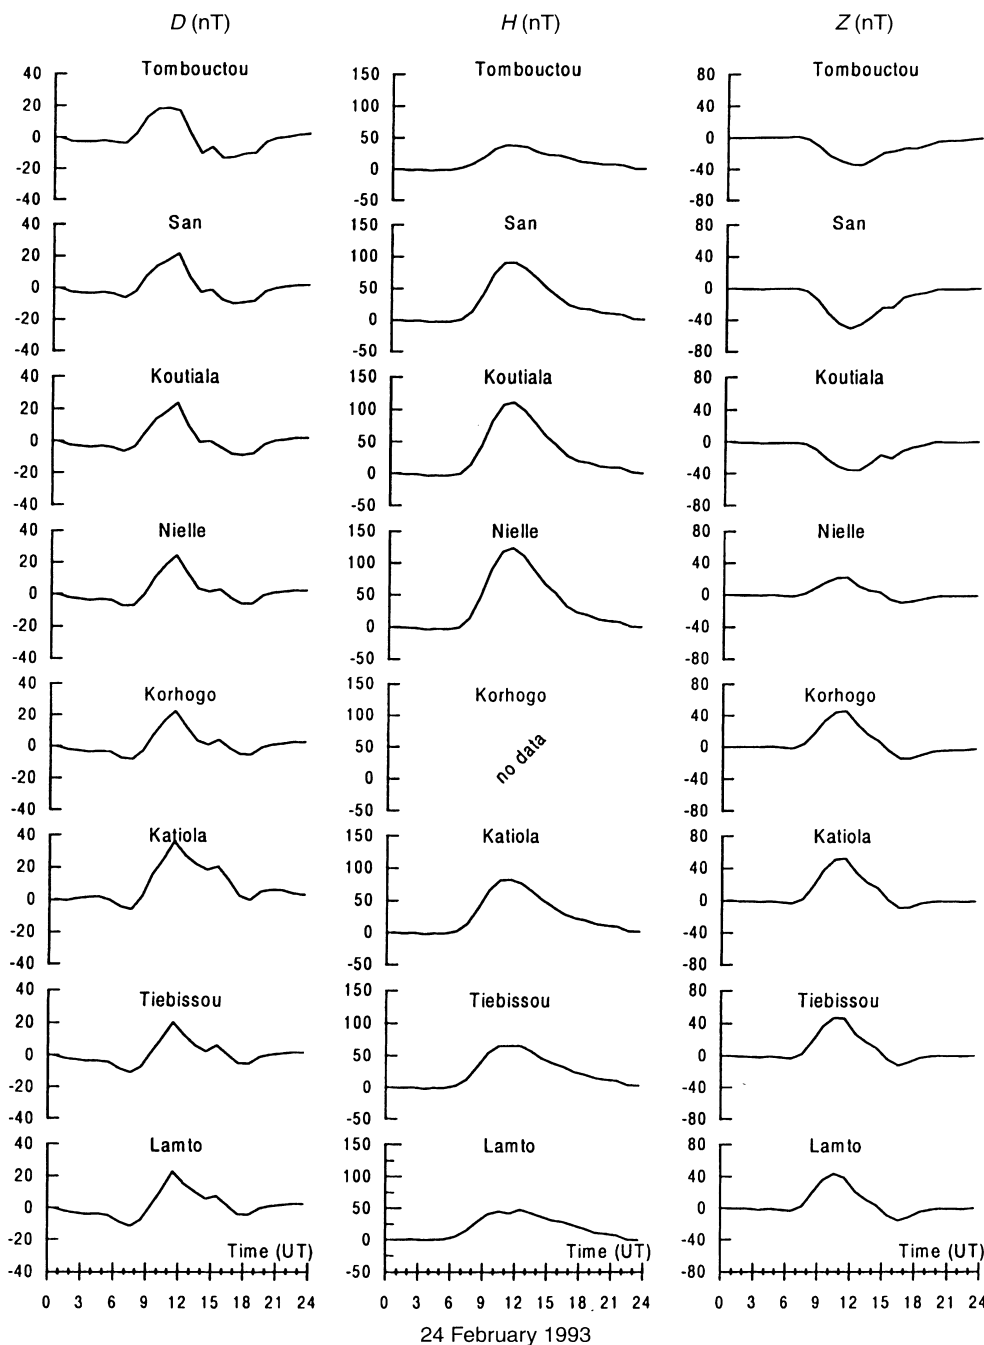 D (nT) H (nT) Z (nT)
Tombouctou Tombouctou Tombouctou
40 150 80
20 100 40
0 50 0
-20 0 -40
-40 -50 -80
San San San
40 150 80
20 100 40
0 50 0
-20 0 -40
-40 -50 -80
Koutiala Koutiala Koutiala
40 150 80
20 100 40
0 50 0
-20 0 -40
-40 -50 -80
Nielle Nielle Nielle
40 150 80
20 100 40
0 50 0
-20 0 -40
-40 -50 -80
Korhogo Korhogo Korhogo
40 150 80
20 100 40
0 50 0
-20 0 -40
-40 -50 -80
no data
Katiola Katiola Katiola
40 150 80
20 100 40
0 50 0
-20 0 -40
-40 -50 -80
Tiebissou Tiebissou Tiebissou
40 150 80
20 100 40
0 50 0
-20 0 -40
-40 -50 -80
Lamto Lamto Lamto
40 150 80
20 100 40
0 50 0
-20 0 -40
-40 -50 -80
Time (UT) Time (UT) Time (UT)
0 3 6 9 12 15 18 21 24 0 3 6 9 12 15 18 21 24 0 3 6 9 12 15 18 21 24
24 February 1993